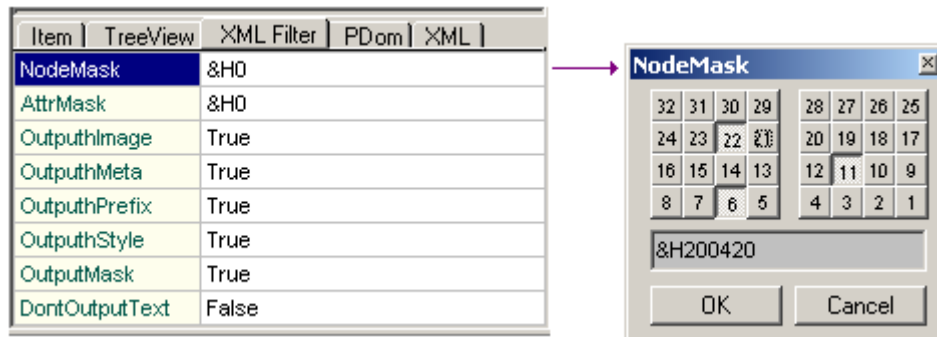 Item TreeView XML Filter PDom XML
NodeMask &H0
AttrMask &H0
OutputhImage True
OutputhMeta True
OutputhPrefix True
OutputhStyle True
OutputMask True
DontOutputText False
NodeMask
32 31 30 29 28 27 26 25
24 23 22 21 20 19 18 17
16 15 14 13 12 11 10 9
8 7 6 5 4 3 2 1
&H200420
OK Cancel